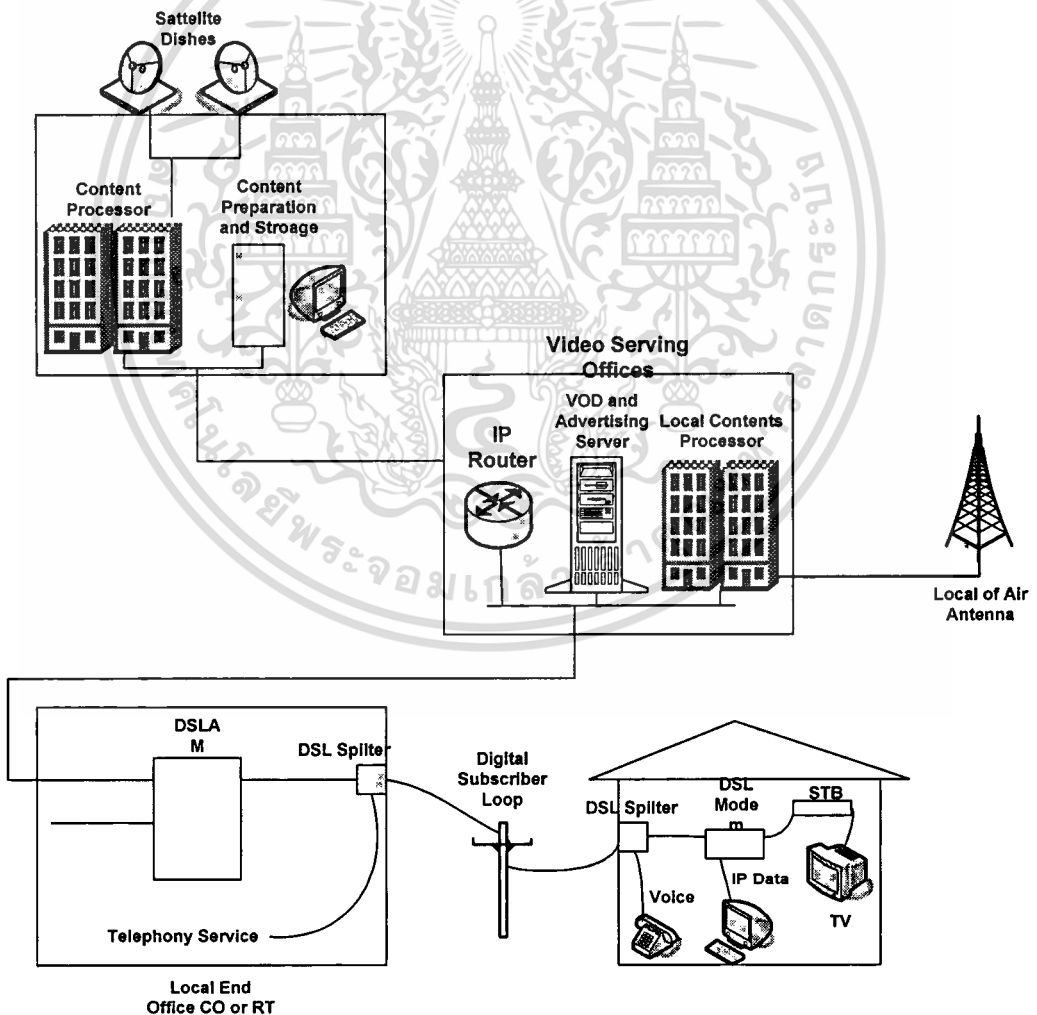 Sattelite
Dishes
Content
Processor
Content
Preparation
and Stroage
Video Serving
Offices
IP
Router
VOD and
Advertising
Server
Local Contents
Processor
Local of Air
Antenna
DSLA
M
DSL Spilter
Digital
Subscriber
Loop
DSL Spilter
DSL
Mode
m
STB
Voice
IP Data
TV
Telephony Service
Local End
Office CO or RT